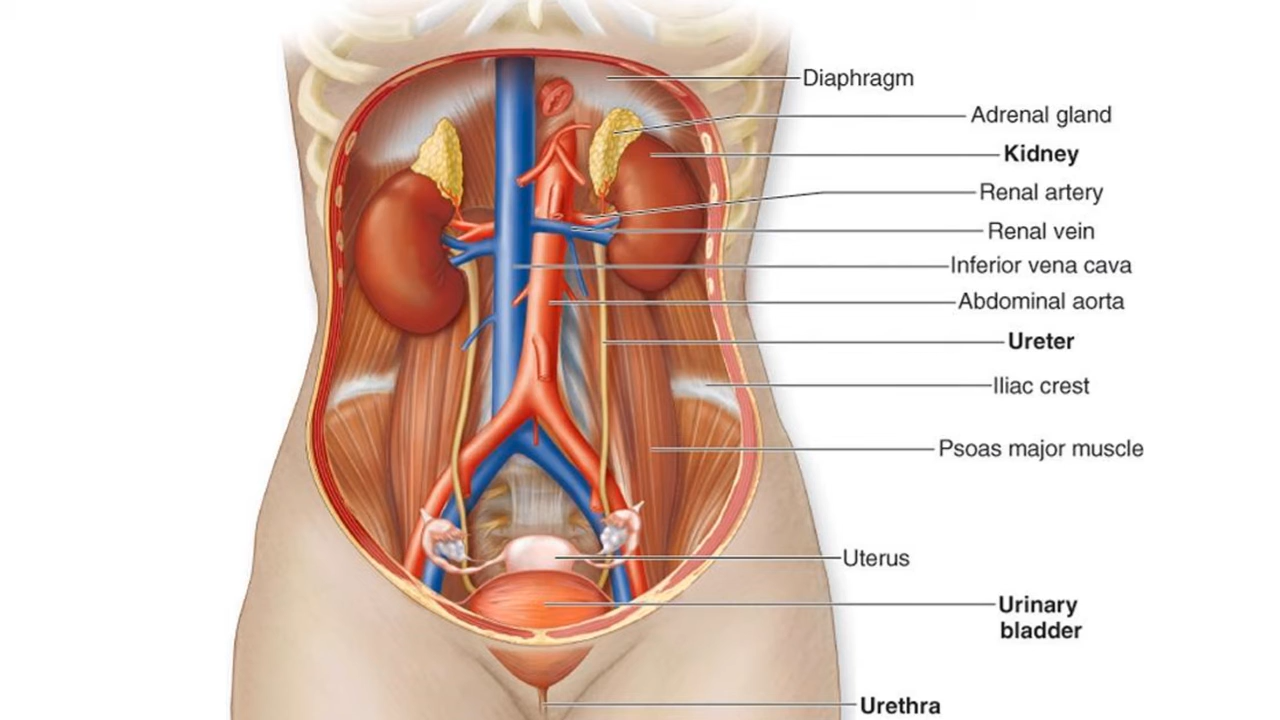 Diaphragm
Adrenal gland
Kidney
Renal artery
Renal vein
Inferior vena cava
Abdominal aorta
Ureter
Iliac crest
Psoas major muscle
Uterus
Urinary
bladder
Urethra